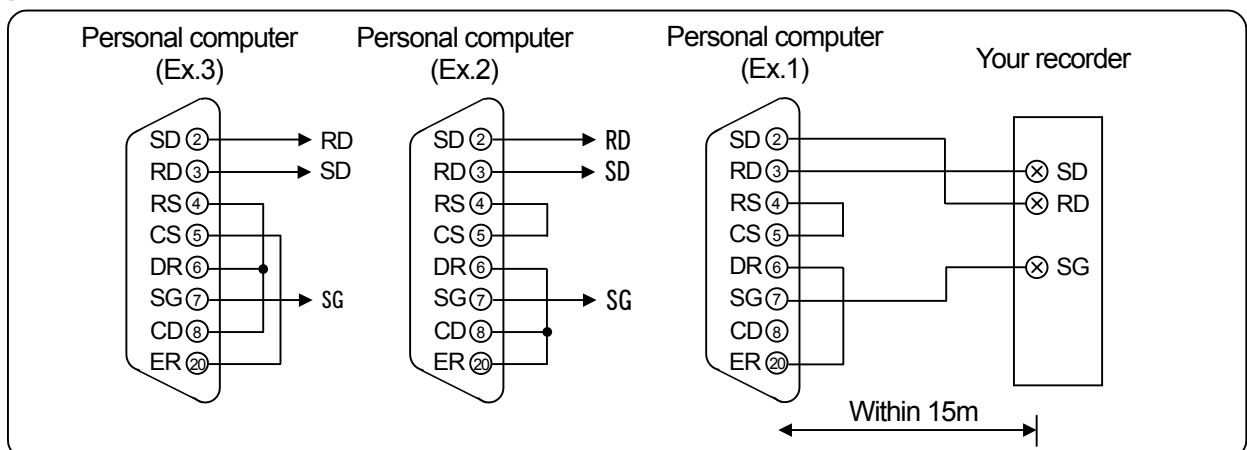 Personal computer
(Ex.3)
SD ② RD
RD ③ SD
RS ④
CS ⑤
DR ⑥
SG ⑦ SG
CD ⑧
ER ⑳
Personal computer
(Ex.2)
SD ② RD
RD ③ SD
RS ④
CS ⑤
DR ⑥
SG ⑦ SG
CD ⑧
ER ⑳
Personal computer
(Ex.1)
SD ②
RD ③
RS ④
CS ⑤
DR ⑥
SG ⑦
CD ⑧
ER ⑳
Your recorder
SD
RD
SG
Within 15m